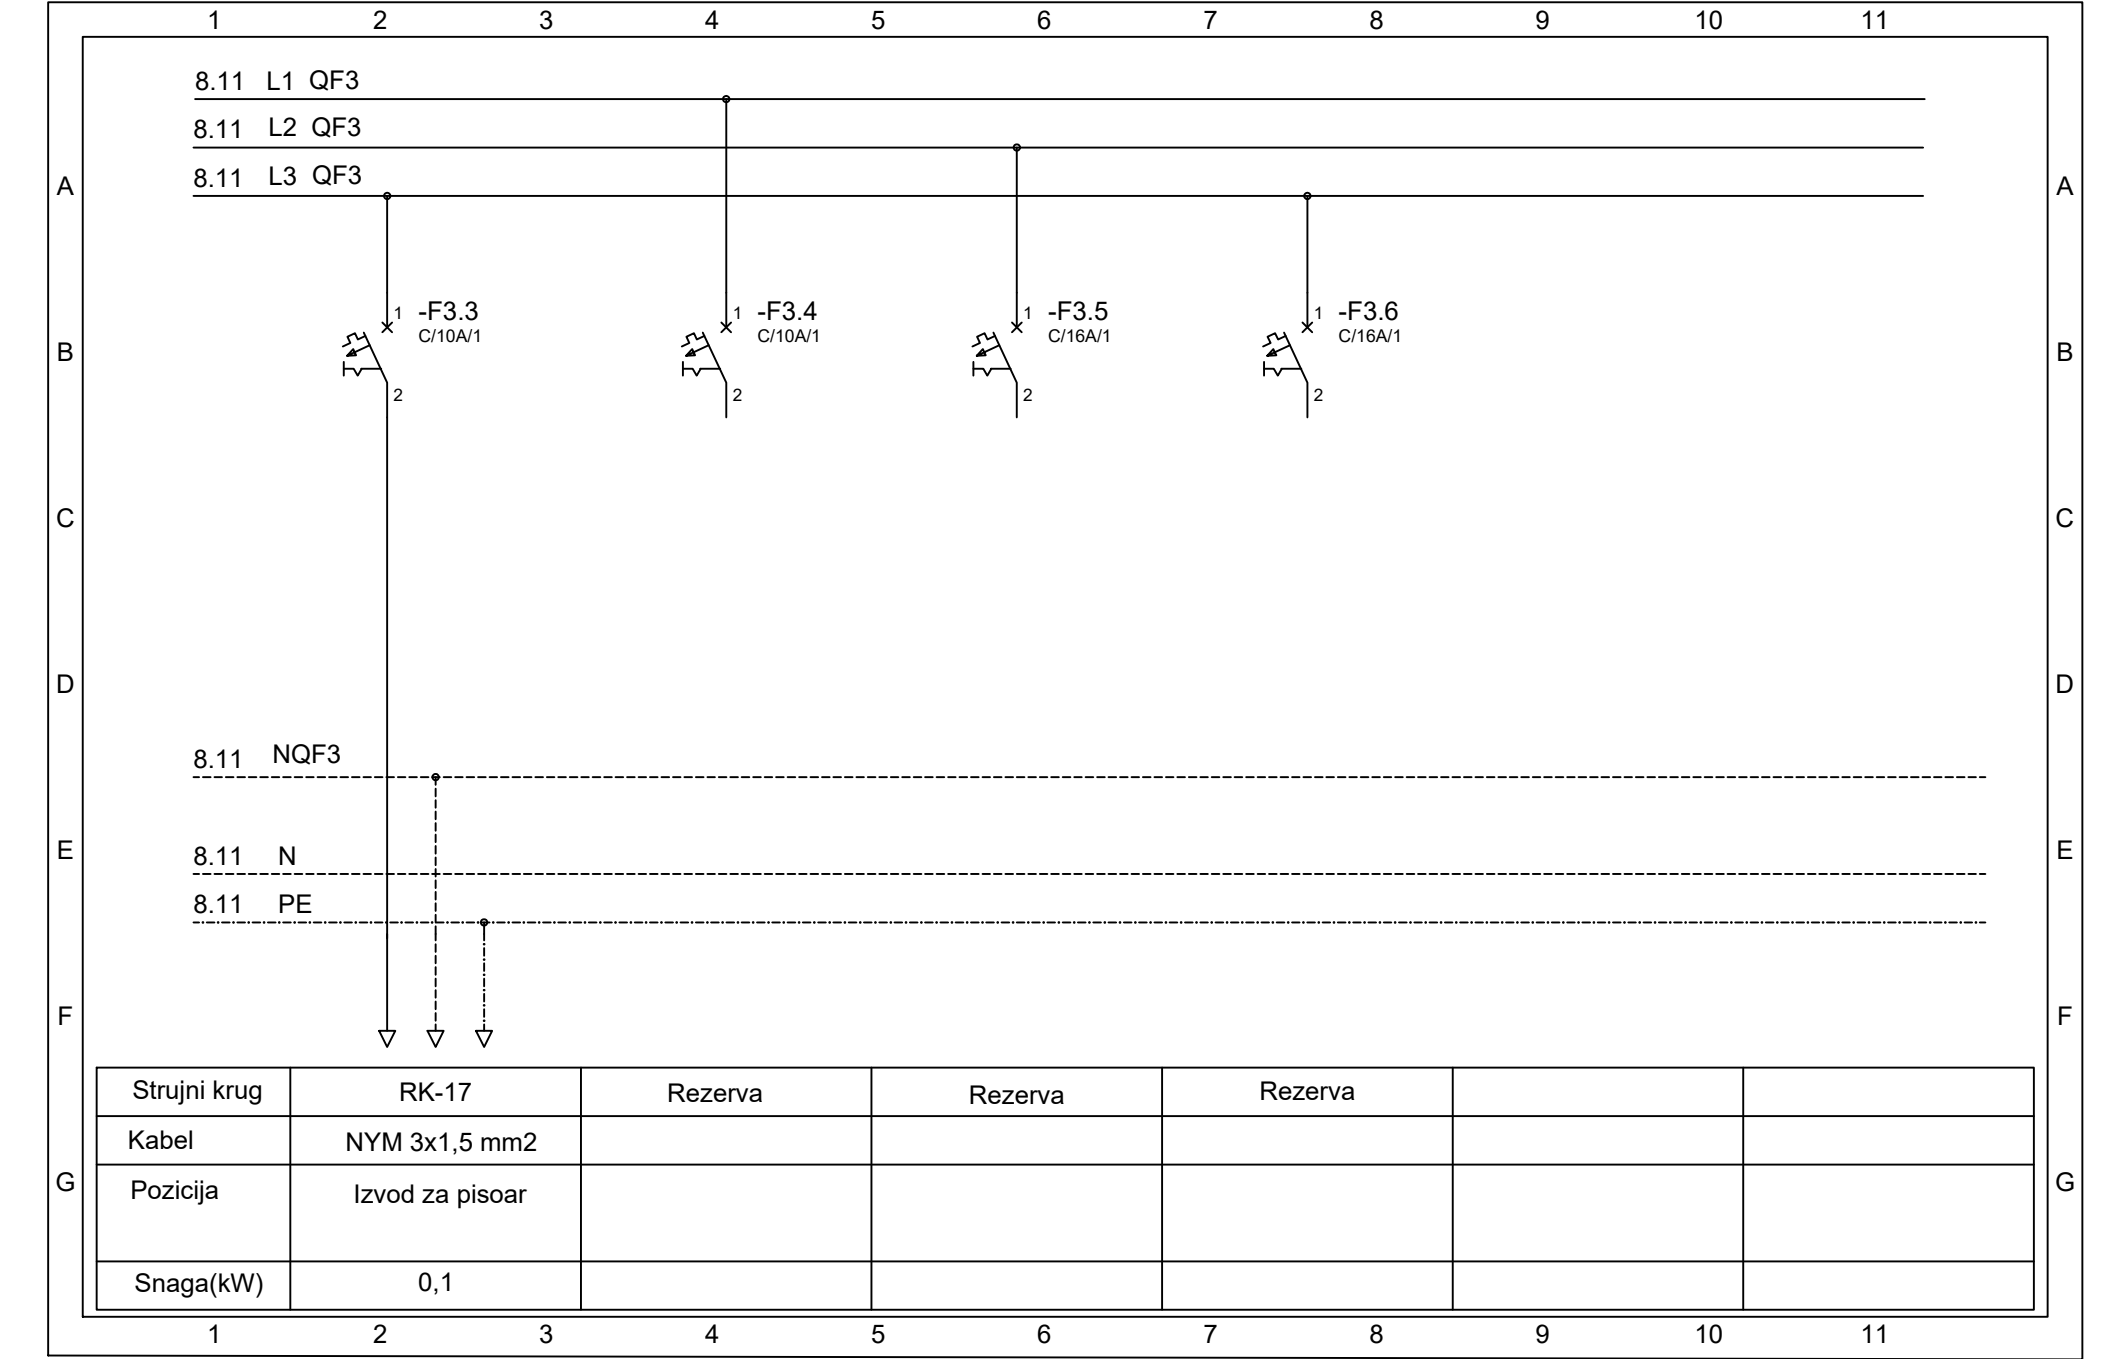 1 2 3 4 5 6 7 8 9 10 11
8.11 L1 QF3
8.11 L2 QF3
8.11 L3 QF3
A A
1 -F3.3 1 -F3.4 1 -F3.5 1 -F3.6
C/10A/1 C/10A/1 C/16A/1 C/16A/1
B B
2 2 2 2
C C
D D
8.11 NQF3
E E
8.11 N
8.11 PE
F F
Strujni krug RK-17 Rezerva Rezerva Rezerva
Kabel NYM 3x1,5 mm2
G G
Pozicija Izvod za pisoar
Snaga(kW) 0,1
1 2 3 4 5 6 7 8 9 10 11